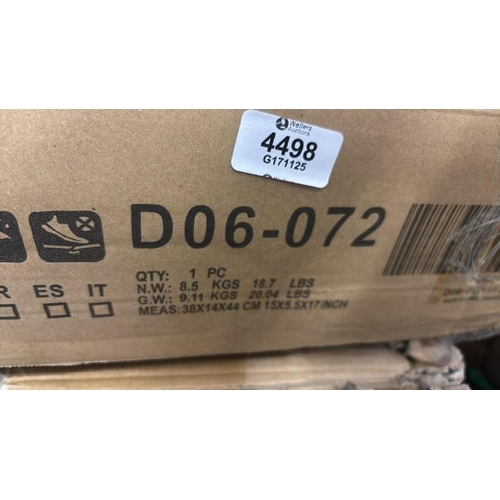 Wellers
Auctions
4498
G171125
D06-072
QTY: 1 PC
N.W.: 8.5 KGS 18.7 LBS
G.W.: 9.11 KGS 20.04 LBS
MEAS: 38X14X44 CM 15X5.5X17INCH
R ES IT